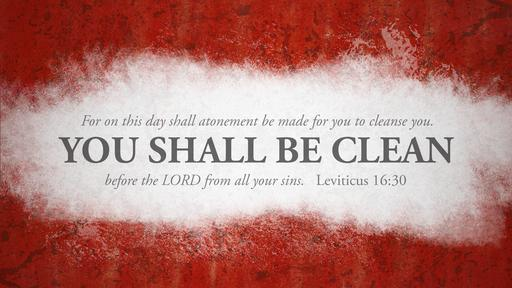 For on this day shall atonement be made for you to cleanse you.
YOU SHALL BE CLEAN
before the LORD from all your sins. Leviticus 16:30